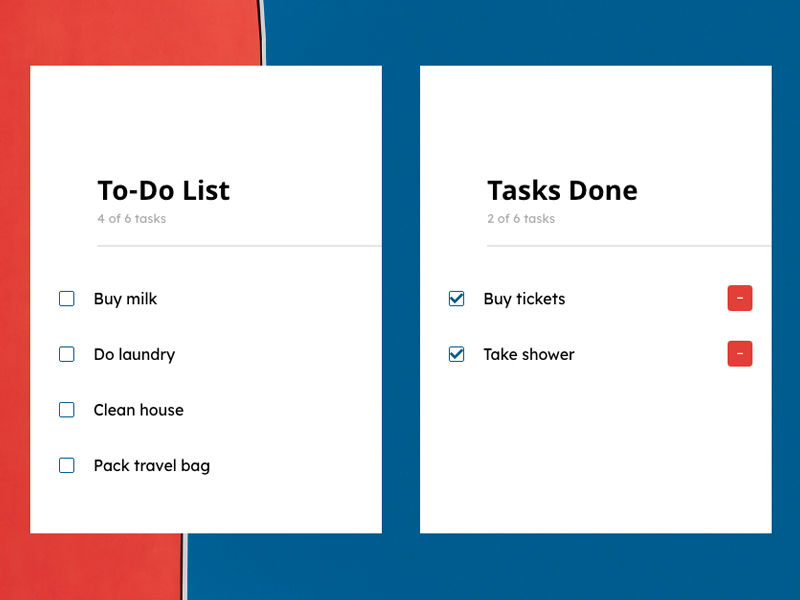 To-Do List
4 of 6 tasks
Buy milk
Do laundry
Clean house
Pack travel bag
Tasks Done
2 of 6 tasks
Buy tickets
-
Take shower
-